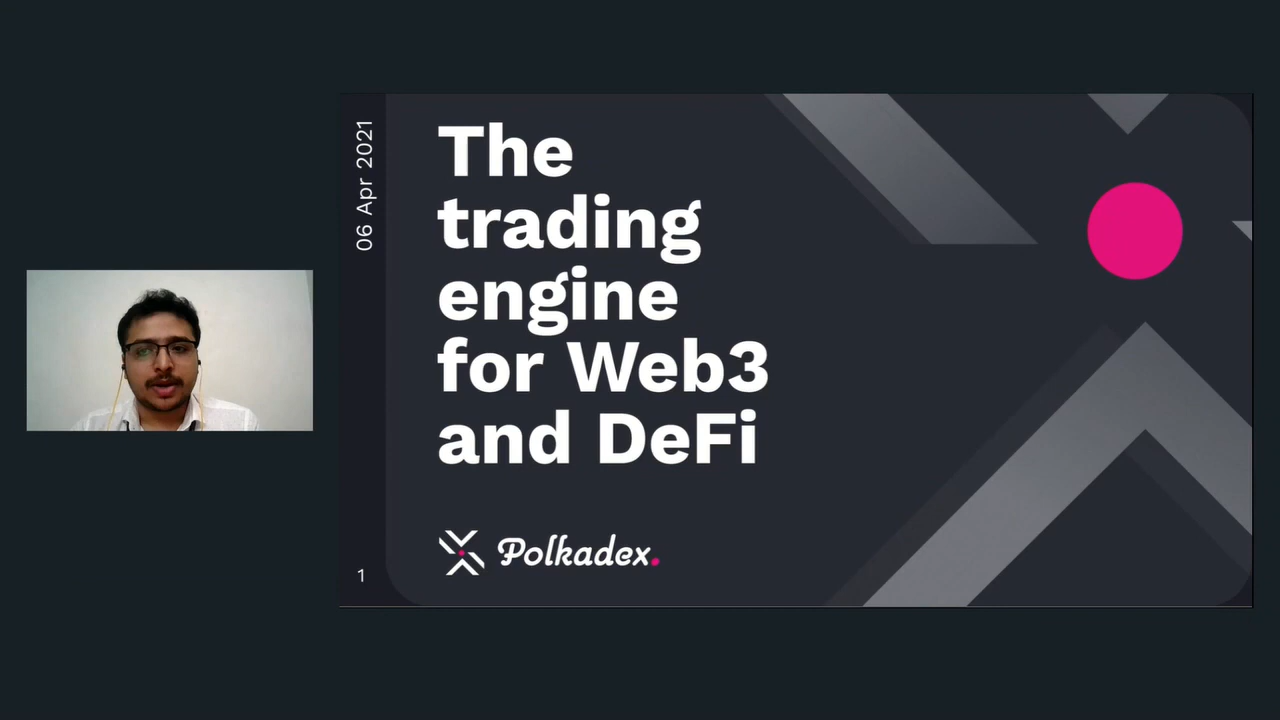 06 Apr 2021
The
trading
engine
for Web3
and DeFi
Polkadex.
1